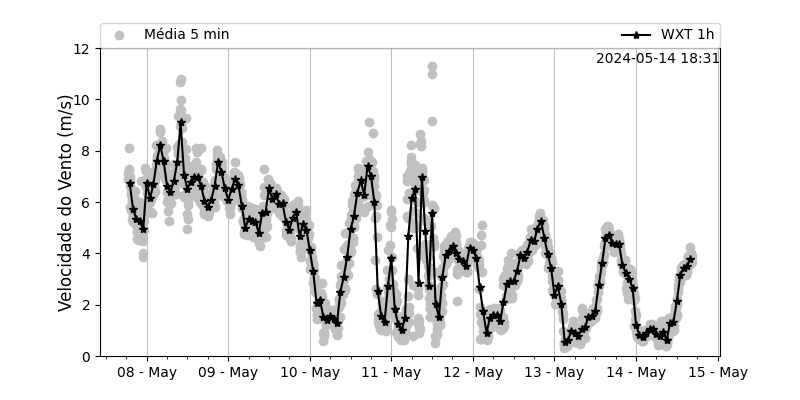 Média 5 min
WXT 1h
2024-05-14 18:31
Velocidade do Vento (m/s)
12
10
8
6
4
2
0
08 - May
09 - May
10 - May
11 - May
12 - May
13 - May
14 - May
15 - May